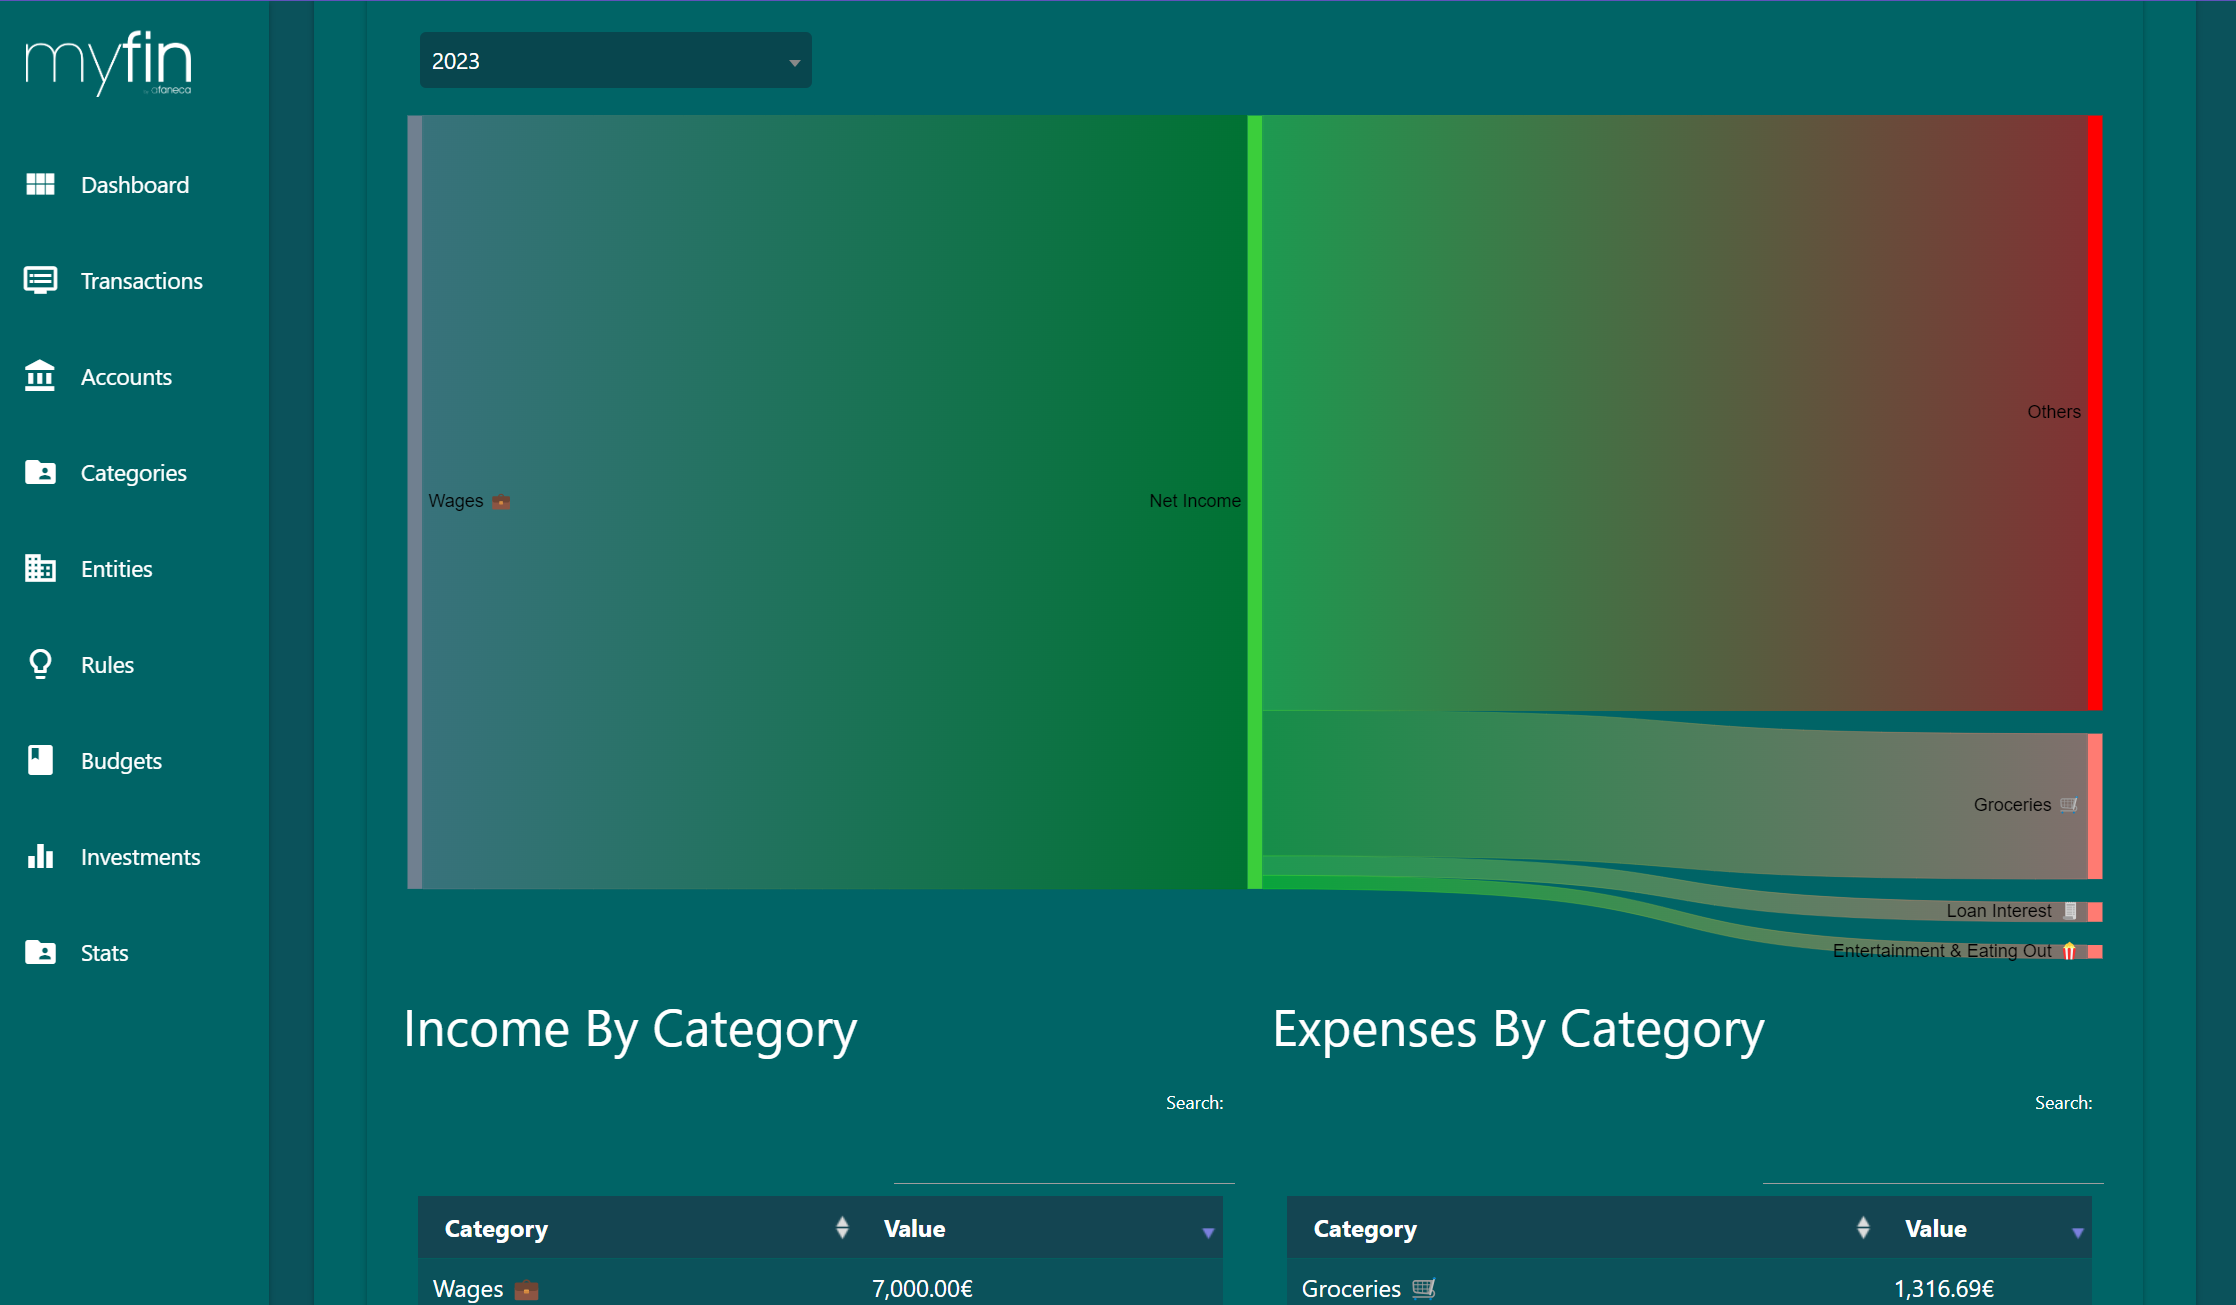 myfin
by afaneca
Dashboard
Transactions
Accounts
Categories
Entities
Rules
Budgets
Investments
Stats
2023
Wages 💼
Net Income
Others
Groceries 🛒
Loan Interest 🧾
Entertainment & Eating Out 🍿
Income By Category
Search:
Category Value
Wages 💼 7,000.00€
Expenses By Category
Search:
Category Value
Groceries 🛒 1,316.69€